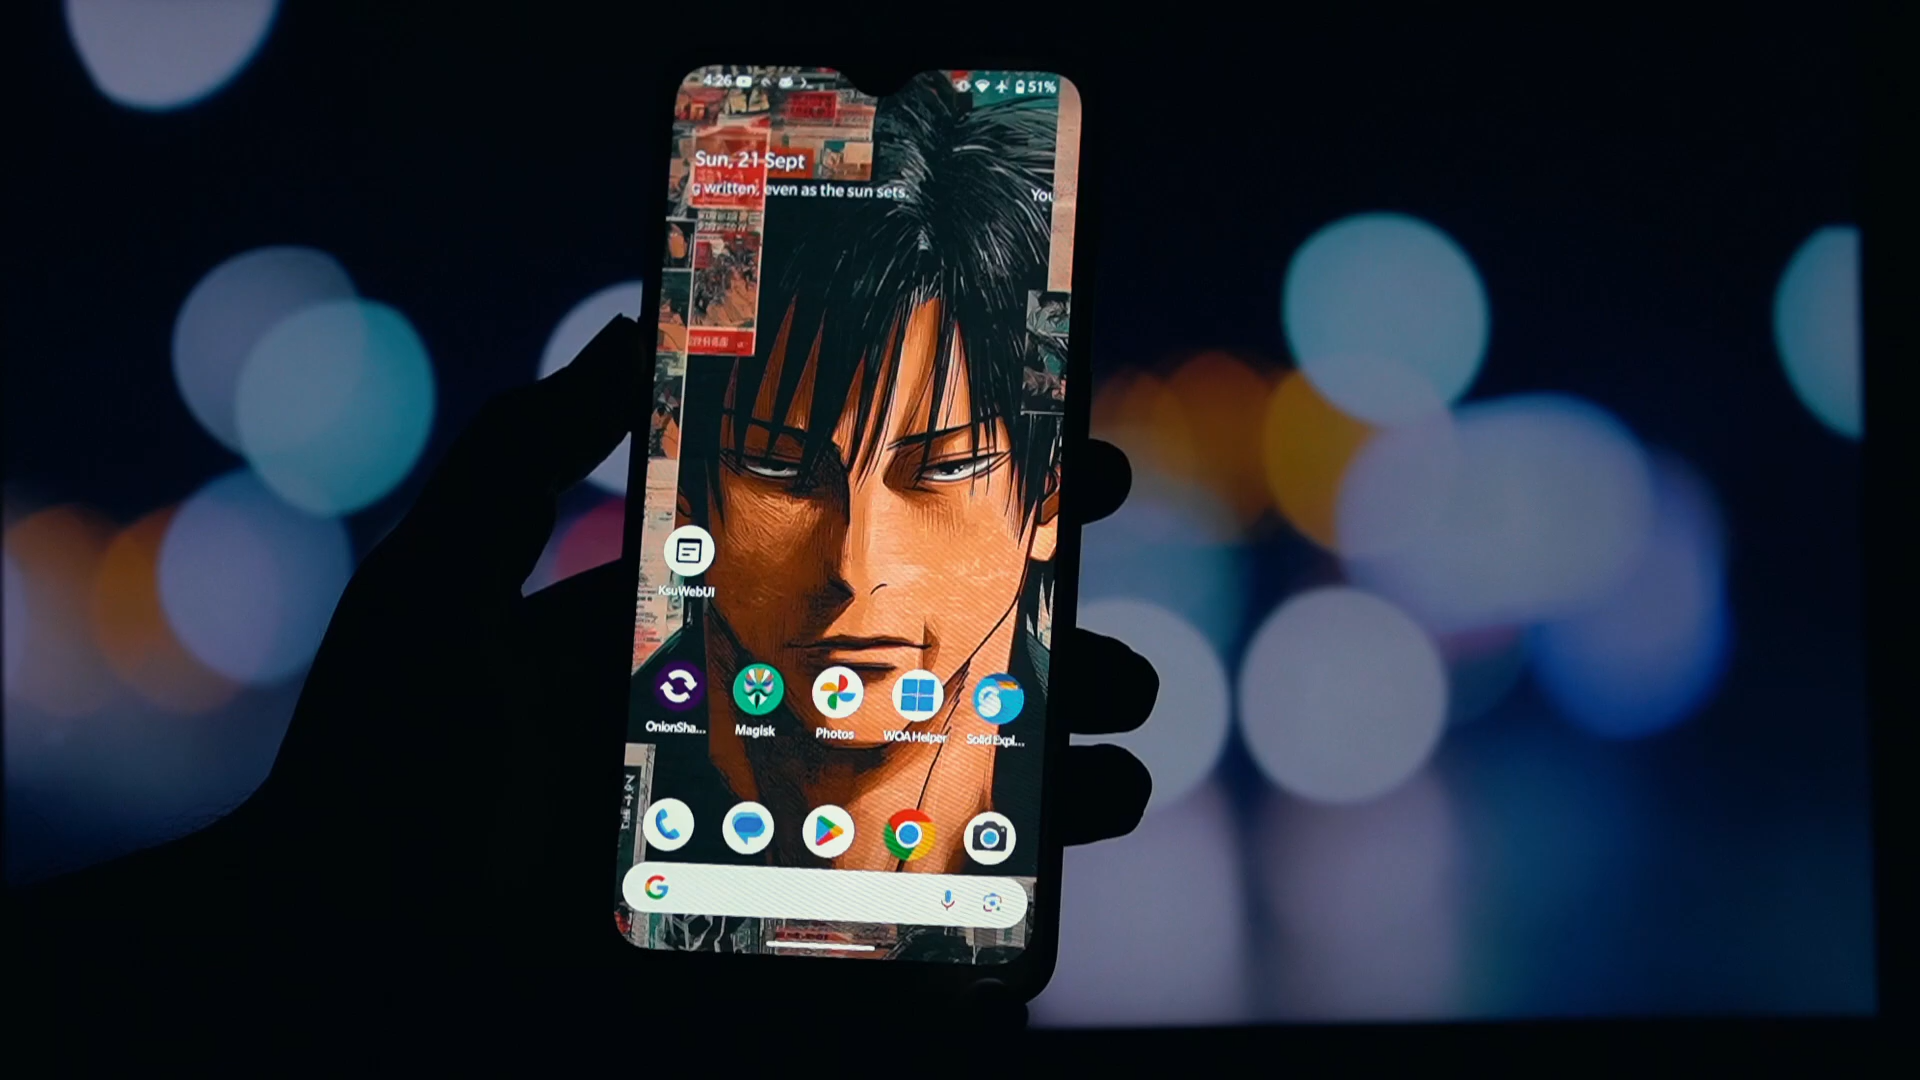 4:26
51%
Sun, 21 Sept
g written, even as the sun sets.
You
KsuWebUI
OnionSha...
Magisk
Photos
WOA Helper
Solid Expl...